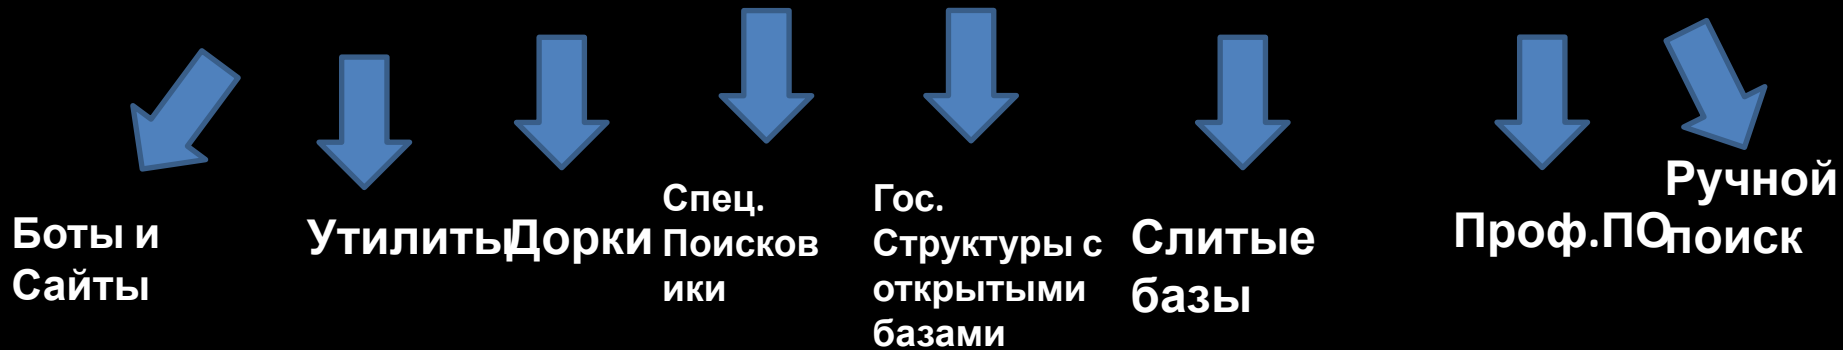 Боты и
Сайты
Утилиты
Дорки
Спец.
Поисков
ики
Гос.
Структуры с
открытыми
базами
Слитые
базы
Проф.ПО
Ручной
поиск